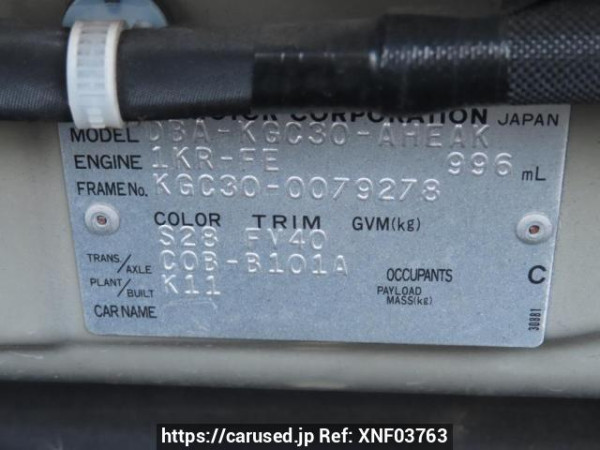 MOTOR CORPORATION JAPAN
MODEL DBA-KGC30-AHEAK
ENGINE 1KR-FE 996 mL
FRAME No. KGC30-0079278
COLOR TRIM GVM(kg)
S28 FV40
TRANS/AXLE C0B-B101A OCCUPANTS C
PLANT/BUILT K11 PAYLOAD MASS(kg)
CAR NAME
30881
https://carused.jp Ref: XNF03763